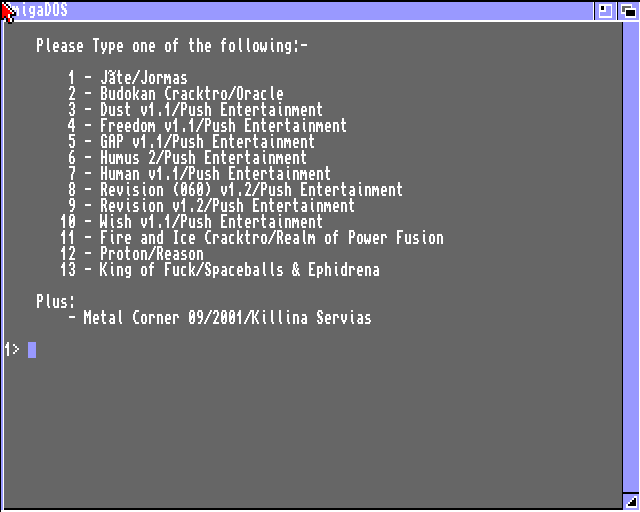 migaDOS
Please Type one of the following:-
1 - Jäte/Jormas
2 - Budokan Cracktro/Oracle
3 - Dust v1.1/Push Entertainment
4 - Freedom v1.1/Push Entertainment
5 - GAP v1.1/Push Entertainment
6 - Humus 2/Push Entertainment
7 - Human v1.1/Push Entertainment
8 - Revision (060) v1.2/Push Entertainment
9 - Revision v1.2/Push Entertainment
10 - Wish v1.1/Push Entertainment
11 - Fire and Ice Cracktro/Realm of Power Fusion
12 - Proton/Reason
13 - King of Fuck/Spaceballs & Ephidrena
Plus:
- Metal Corner 09/2001/Killina Servias
1>